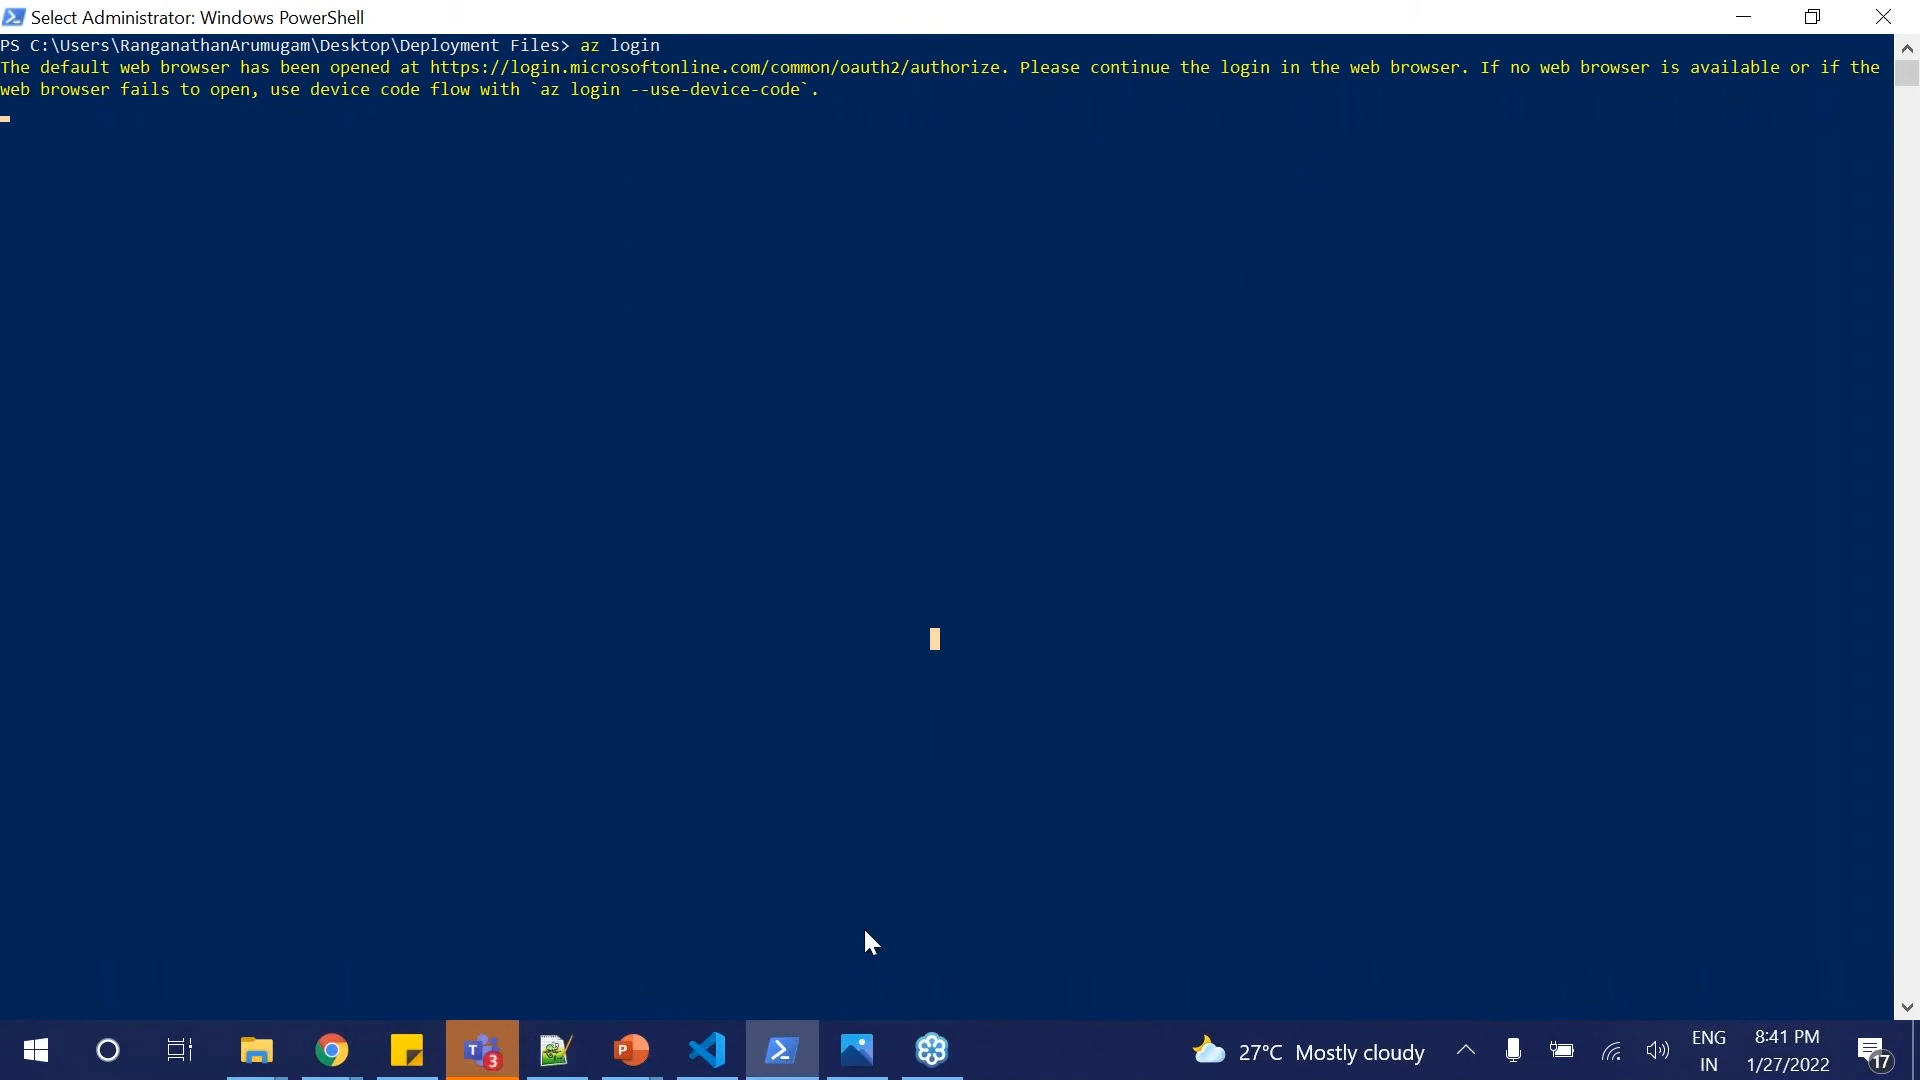 Select Administrator: Windows PowerShell
PS C:\Users\RanganathanArumugam\Desktop\Deployment Files> az login
The default web browser has been opened at https://login.microsoftonline.com/common/oauth2/authorize. Please continue the login in the web browser. If no web browser is available or if the
web browser fails to open, use device code flow with `az login --use-device-code`.
T 3
P
27°C Mostly cloudy
ENG
IN
8:41 PM
1/27/2022
17